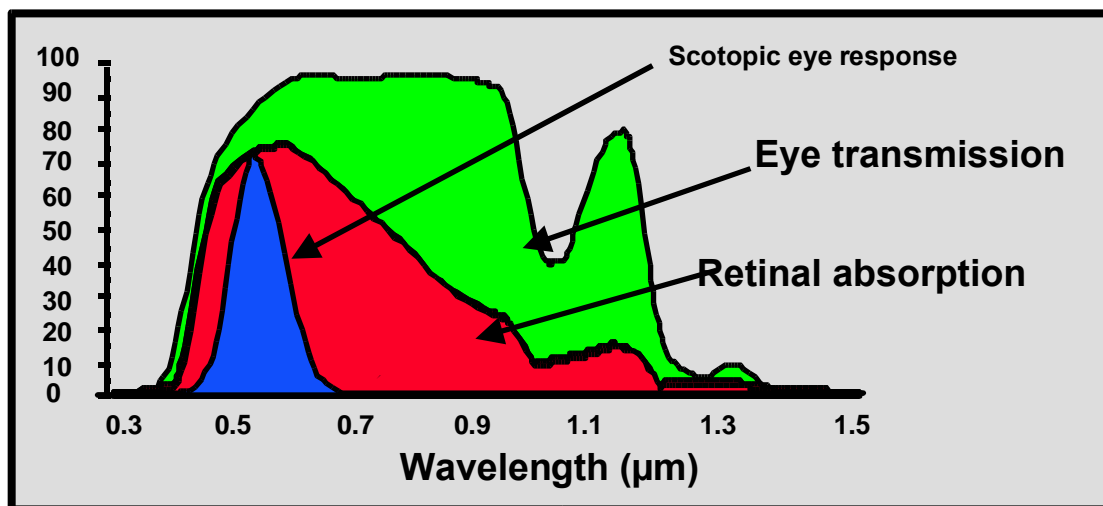 100
90
80
70
60
50
40
30
20
10
0
Scotopic eye response
Eye transmission
Retinal absorption
0.3 0.5 0.7 0.9 1.1 1.3 1.5
Wavelength (µm)